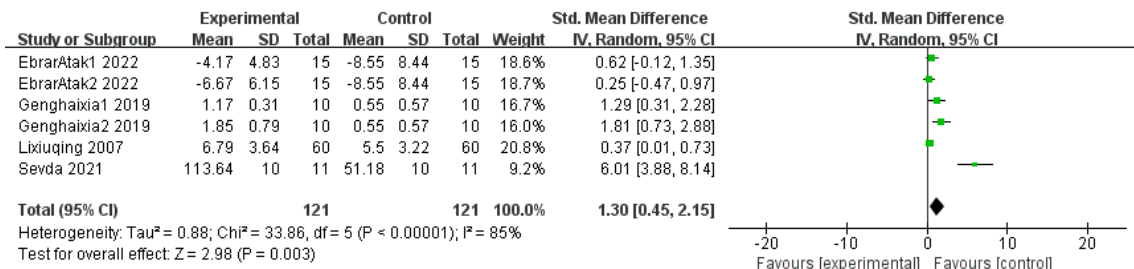 Experimental Control Std. Mean Difference Std. Mean Difference
Study or Subgroup Mean SD Total Mean SD Total Weight IV, Random, 95% CI IV, Random, 95% CI
EbrarAtak1 2022 -4.17 4.83 15 -8.55 8.44 15 18.6% 0.62 [-0.12, 1.35]
EbrarAtak2 2022 -6.67 6.15 15 -8.55 8.44 15 18.7% 0.25 [-0.47, 0.97]
Genghaixia1 2019 1.17 0.31 10 0.55 0.57 10 16.7% 1.29 [0.31, 2.28]
Genghaixia2 2019 1.85 0.79 10 0.55 0.57 10 16.0% 1.81 [0.73, 2.88]
Lixiuqing 2007 6.79 3.64 60 5.5 3.22 60 20.8% 0.37 [0.01, 0.73]
Sevda 2021 113.64 10 11 51.18 10 11 9.2% 6.01 [3.88, 8.14]
Total (95% CI) 121 121 100.0% 1.30 [0.45, 2.15]
Heterogeneity: Tau² = 0.88; Chi² = 33.86, df = 5 (P < 0.00001); I² = 85%
Test for overall effect: Z = 2.98 (P = 0.003)
-20 -10 0 10 20
Favours [experimental] Favours [control]